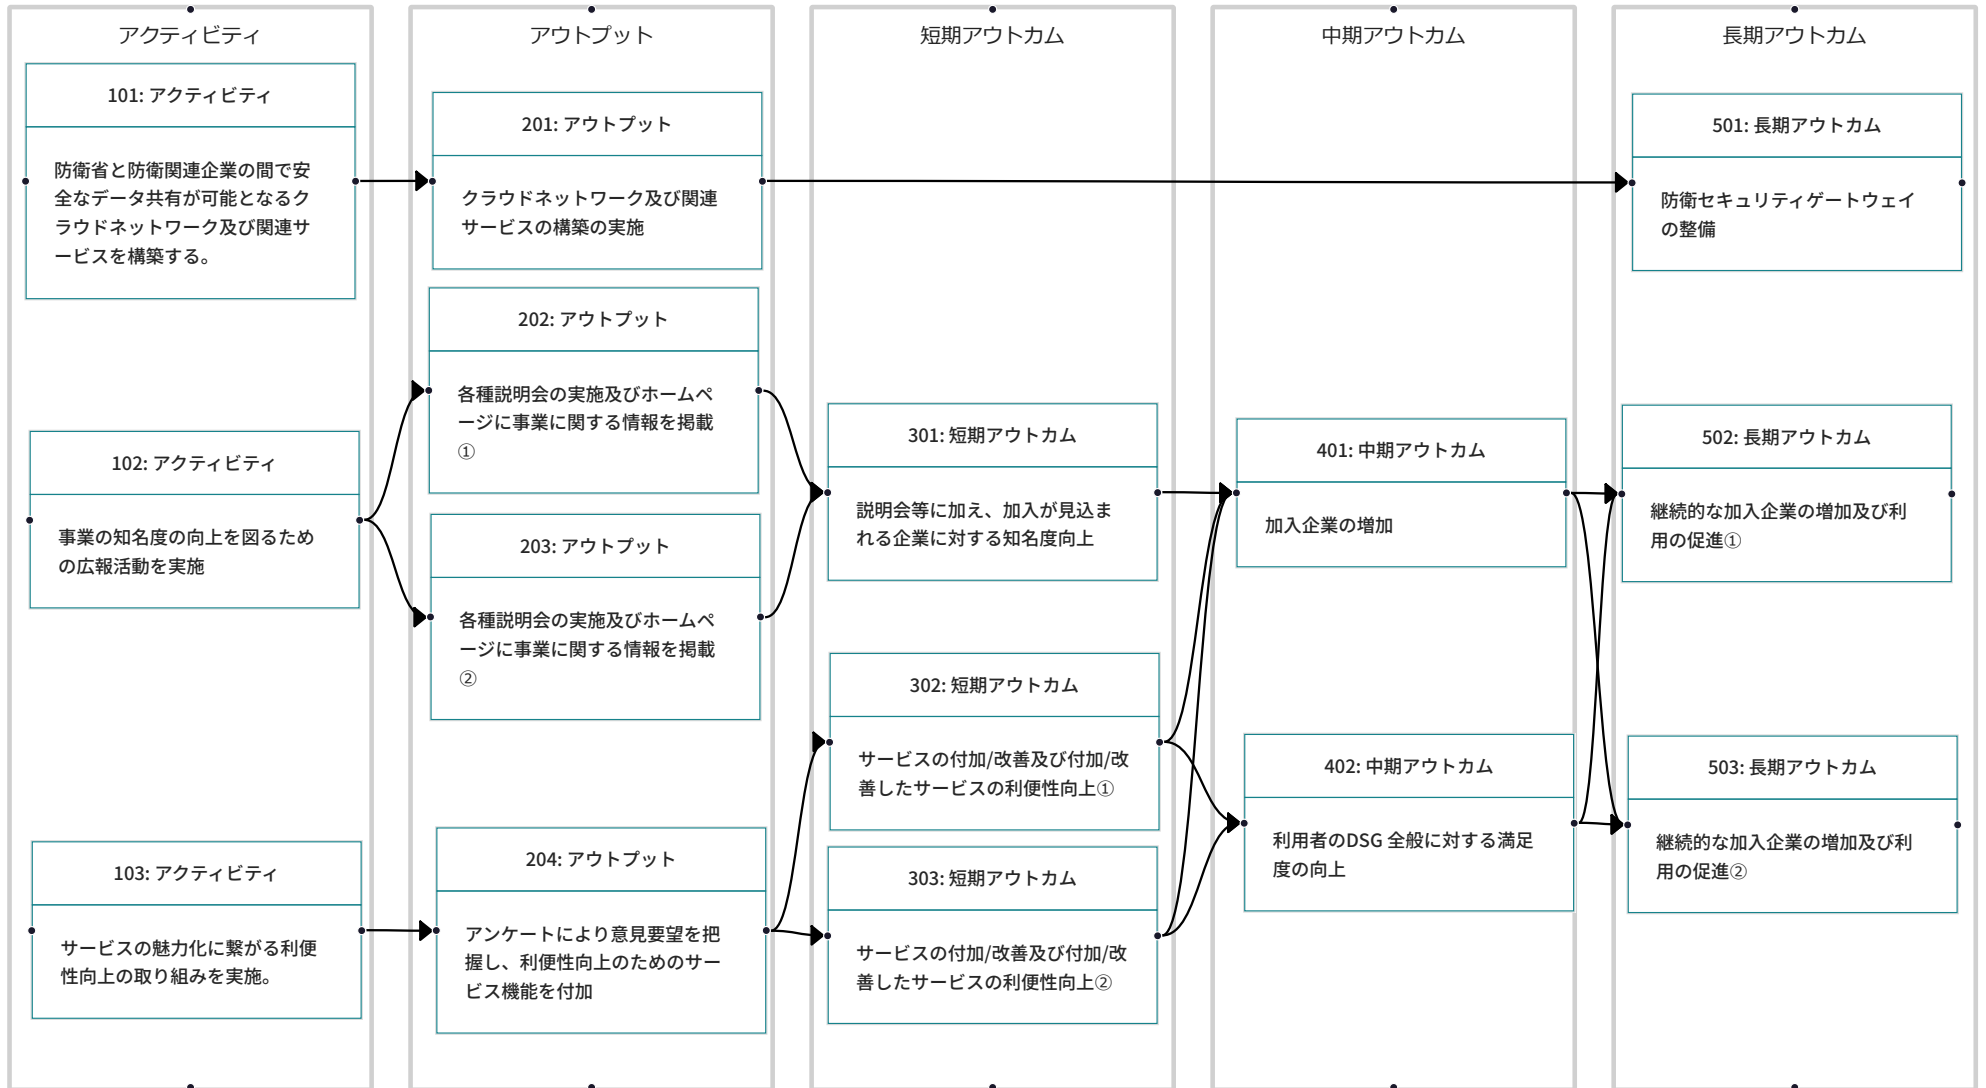 アクティビティ
101: アクティビティ
防衛省と防衛関連企業の間で安
全なデータ共有が可能となるク
ラウドネットワーク及び関連サ
ービスを構築する。
102: アクティビティ
事業の知名度の向上を図るため
の広報活動を実施
103: アクティビティ
サービスの魅力化に繋がる利便
性向上の取り組みを実施。
アウトプット
201: アウトプット
クラウドネットワーク及び関連
サービスの構築の実施
202: アウトプット
各種説明会の実施及びホームペ
ージに事業に関する情報を掲載
①
203: アウトプット
各種説明会の実施及びホームペ
ージに事業に関する情報を掲載
②
204: アウトプット
アンケートにより意見要望を把
握し、利便性向上のためのサー
ビス機能を付加
短期アウトカム
301: 短期アウトカム
説明会等に加え、加入が見込ま
れる企業に対する知名度向上
302: 短期アウトカム
サービスの付加/改善及び付加/改
善したサービスの利便性向上①
303: 短期アウトカム
サービスの付加/改善及び付加/改
善したサービスの利便性向上②
中期アウトカム
401: 中期アウトカム
加入企業の増加
402: 中期アウトカム
利用者のDSG 全般に対する満足
度の向上
長期アウトカム
501: 長期アウトカム
防衛セキュリティゲートウェイ
の整備
502: 長期アウトカム
継続的な加入企業の増加及び利
用の促進①
503: 長期アウトカム
継続的な加入企業の増加及び利
用の促進②